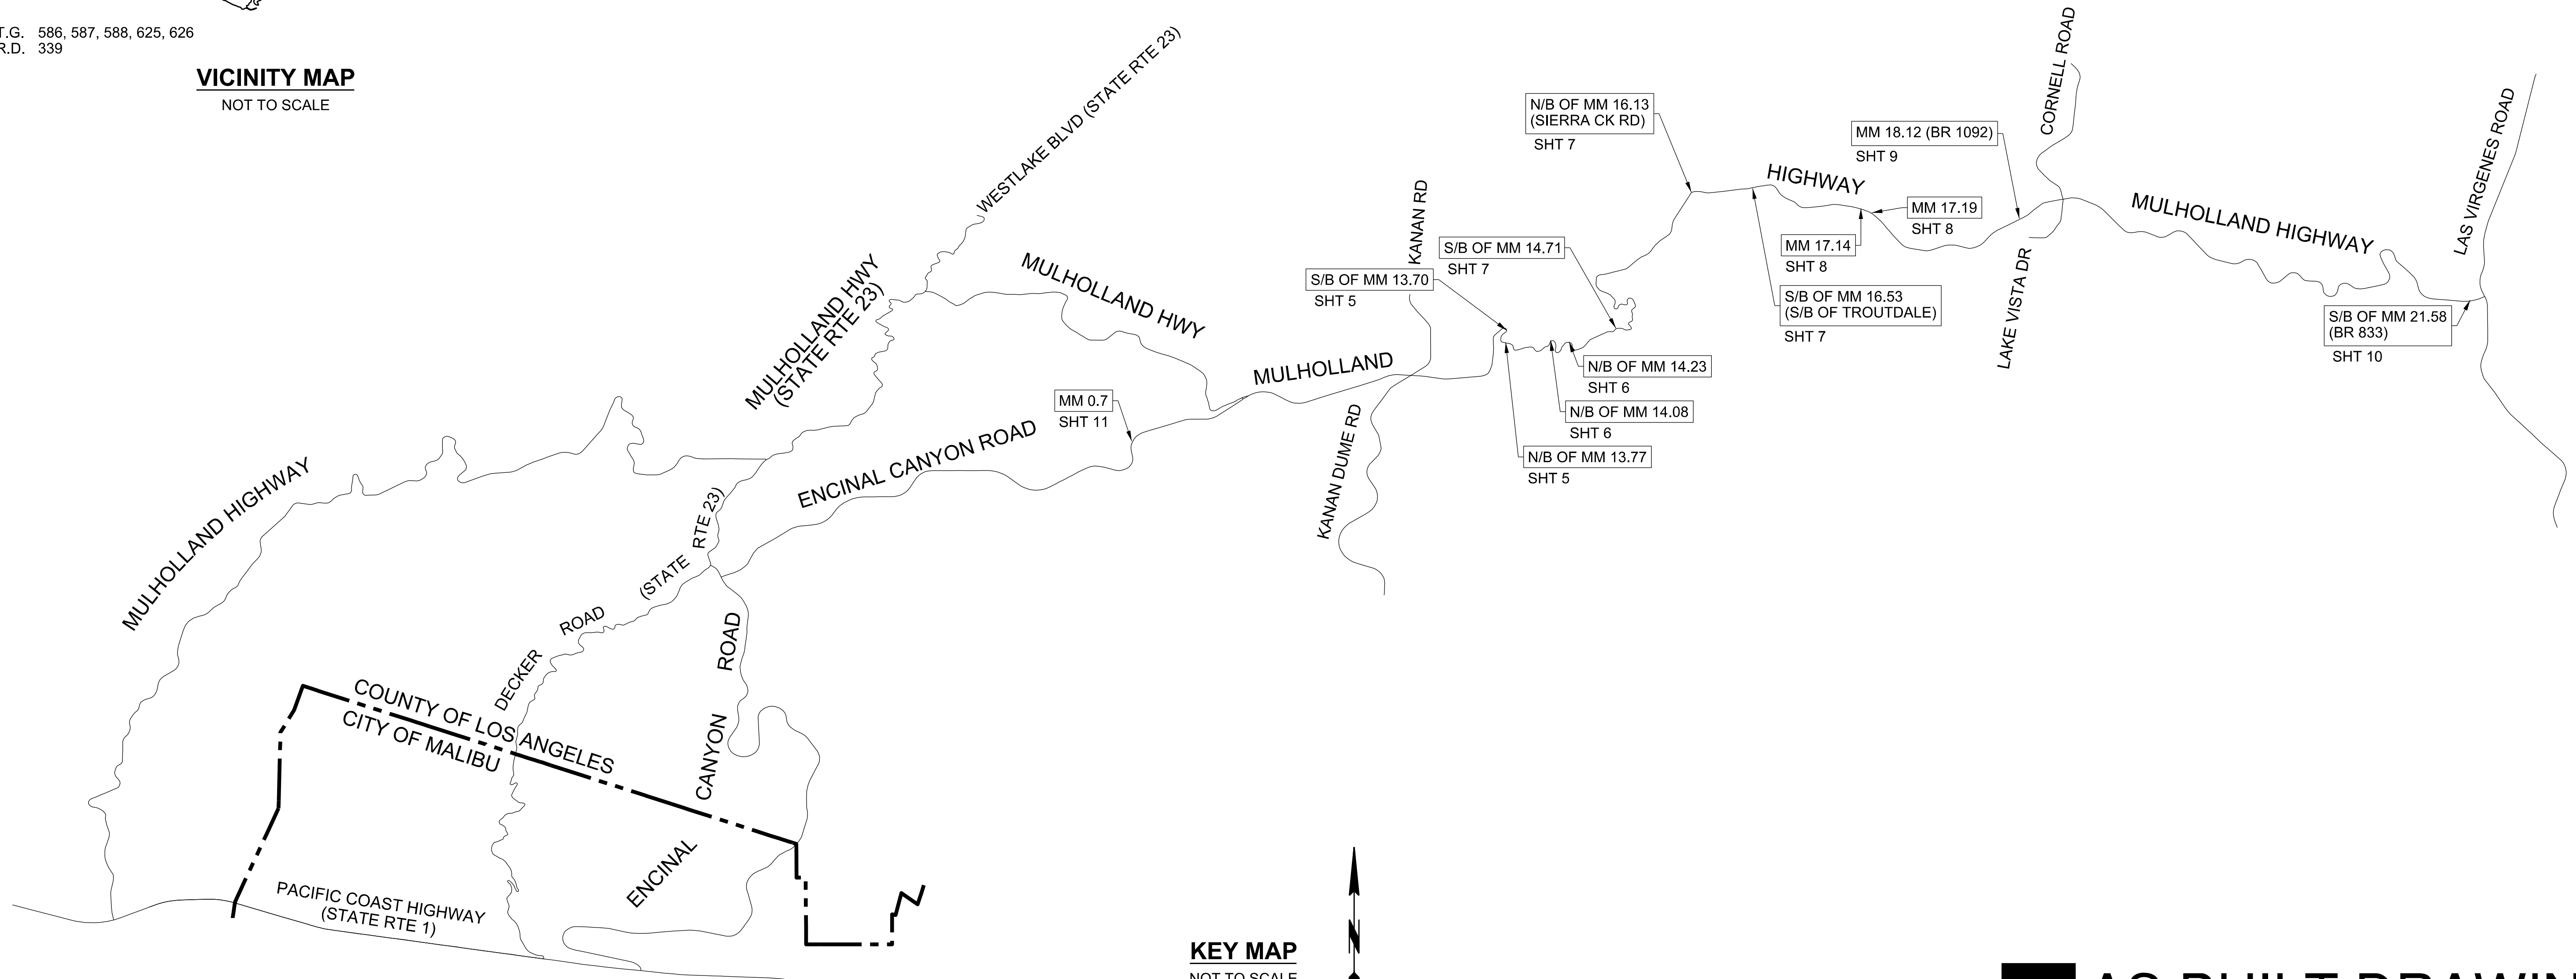 T.G. 586, 587, 588, 625, 626
R.D. 339
VICINITY MAP
NOT TO SCALE
WESTLAKE BLVD (STATE RTE 23)
MULHOLLAND HWY
(STATE RTE 23)
MULHOLLAND HWY
MULHOLLAND HIGHWAY
ENCINAL CANYON ROAD
MM 0.7
SHT 11
MULHOLLAND
HIGHWAY
KANAN RD
KANAN DUME RD
S/B OF MM 13.70
SHT 5
S/B OF MM 14.71
SHT 7
N/B OF MM 16.13
(SIERRA CK RD)
SHT 7
N/B OF MM 14.23
SHT 6
N/B OF MM 14.08
SHT 6
N/B OF MM 13.77
SHT 5
MM 18.12 (BR 1092)
SHT 9
MM 17.19
SHT 8
MM 17.14
SHT 8
S/B OF MM 16.53
(S/B OF TROUTDALE)
SHT 7
CORNELL ROAD
LAKE VISTA DR
MULHOLLAND HIGHWAY
LAS VIRGENES ROAD
S/B OF MM 21.58
(BR 833)
SHT 10
DECKER ROAD (STATE RTE 23)
ENCINAL CANYON ROAD
COUNTY OF LOS ANGELES
CITY OF MALIBU
PACIFIC COAST HIGHWAY
(STATE RTE 1)
KEY MAP
NOT TO SCALE
N